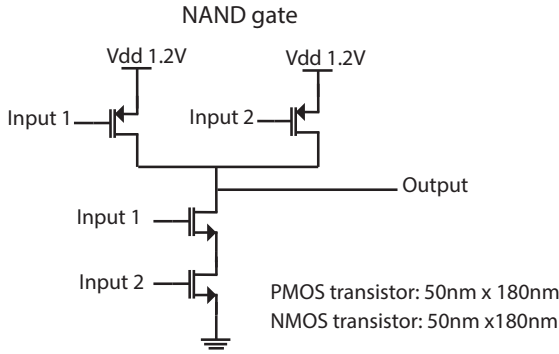 NAND gate
Vdd 1.2V
Vdd 1.2V
Input 1
Input 2
Output
Input 1
Input 2
PMOS transistor: 50nm x 180nm
NMOS transistor: 50nm x180nm